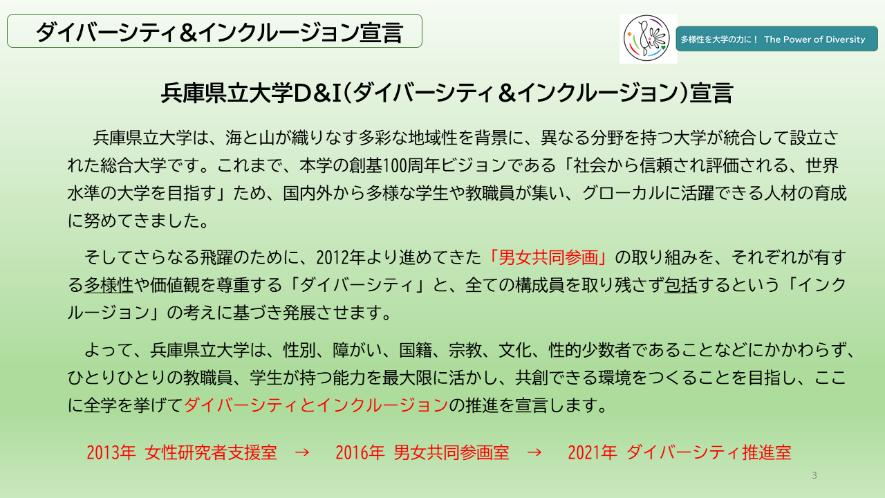 ダイバーシティ&インクルージョン宣言
多様性を大学の力に！ The Power of Diversity
兵庫県立大学D&I(ダイバーシティ&インクルージョン)宣言
兵庫県立大学は、海と山が織りなす多彩な地域性を背景に、異なる分野を持つ大学が統合して設立さ
れた総合大学です。これまで、本学の創基100周年ビジョンである「社会から信頼され評価される、世界
水準の大学を目指す」ため、国内外から多様な学生や教職員が集い、グローカルに活躍できる人材の育成
に努めてきました。
そしてさらなる飛躍のために、2012年より進めてきた「男女共同参画」の取り組みを、それぞれが有す
る多様性や価値観を尊重する「ダイバーシティ」と、全ての構成員を取り残さず包括するという「インク
ルージョン」の考えに基づき発展させます。
よって、兵庫県立大学は、性別、障がい、国籍、宗教、文化、性的少数者であることなどにかかわらず、
ひとりひとりの教職員、学生が持つ能力を最大限に活かし、共創できる環境をつくることを目指し、ここ
に全学を挙げてダイバーシティとインクルージョンの推進を宣言します。
2013年 女性研究者支援室 → 2016年 男女共同参画室 → 2021年 ダイバーシティ推進室
3